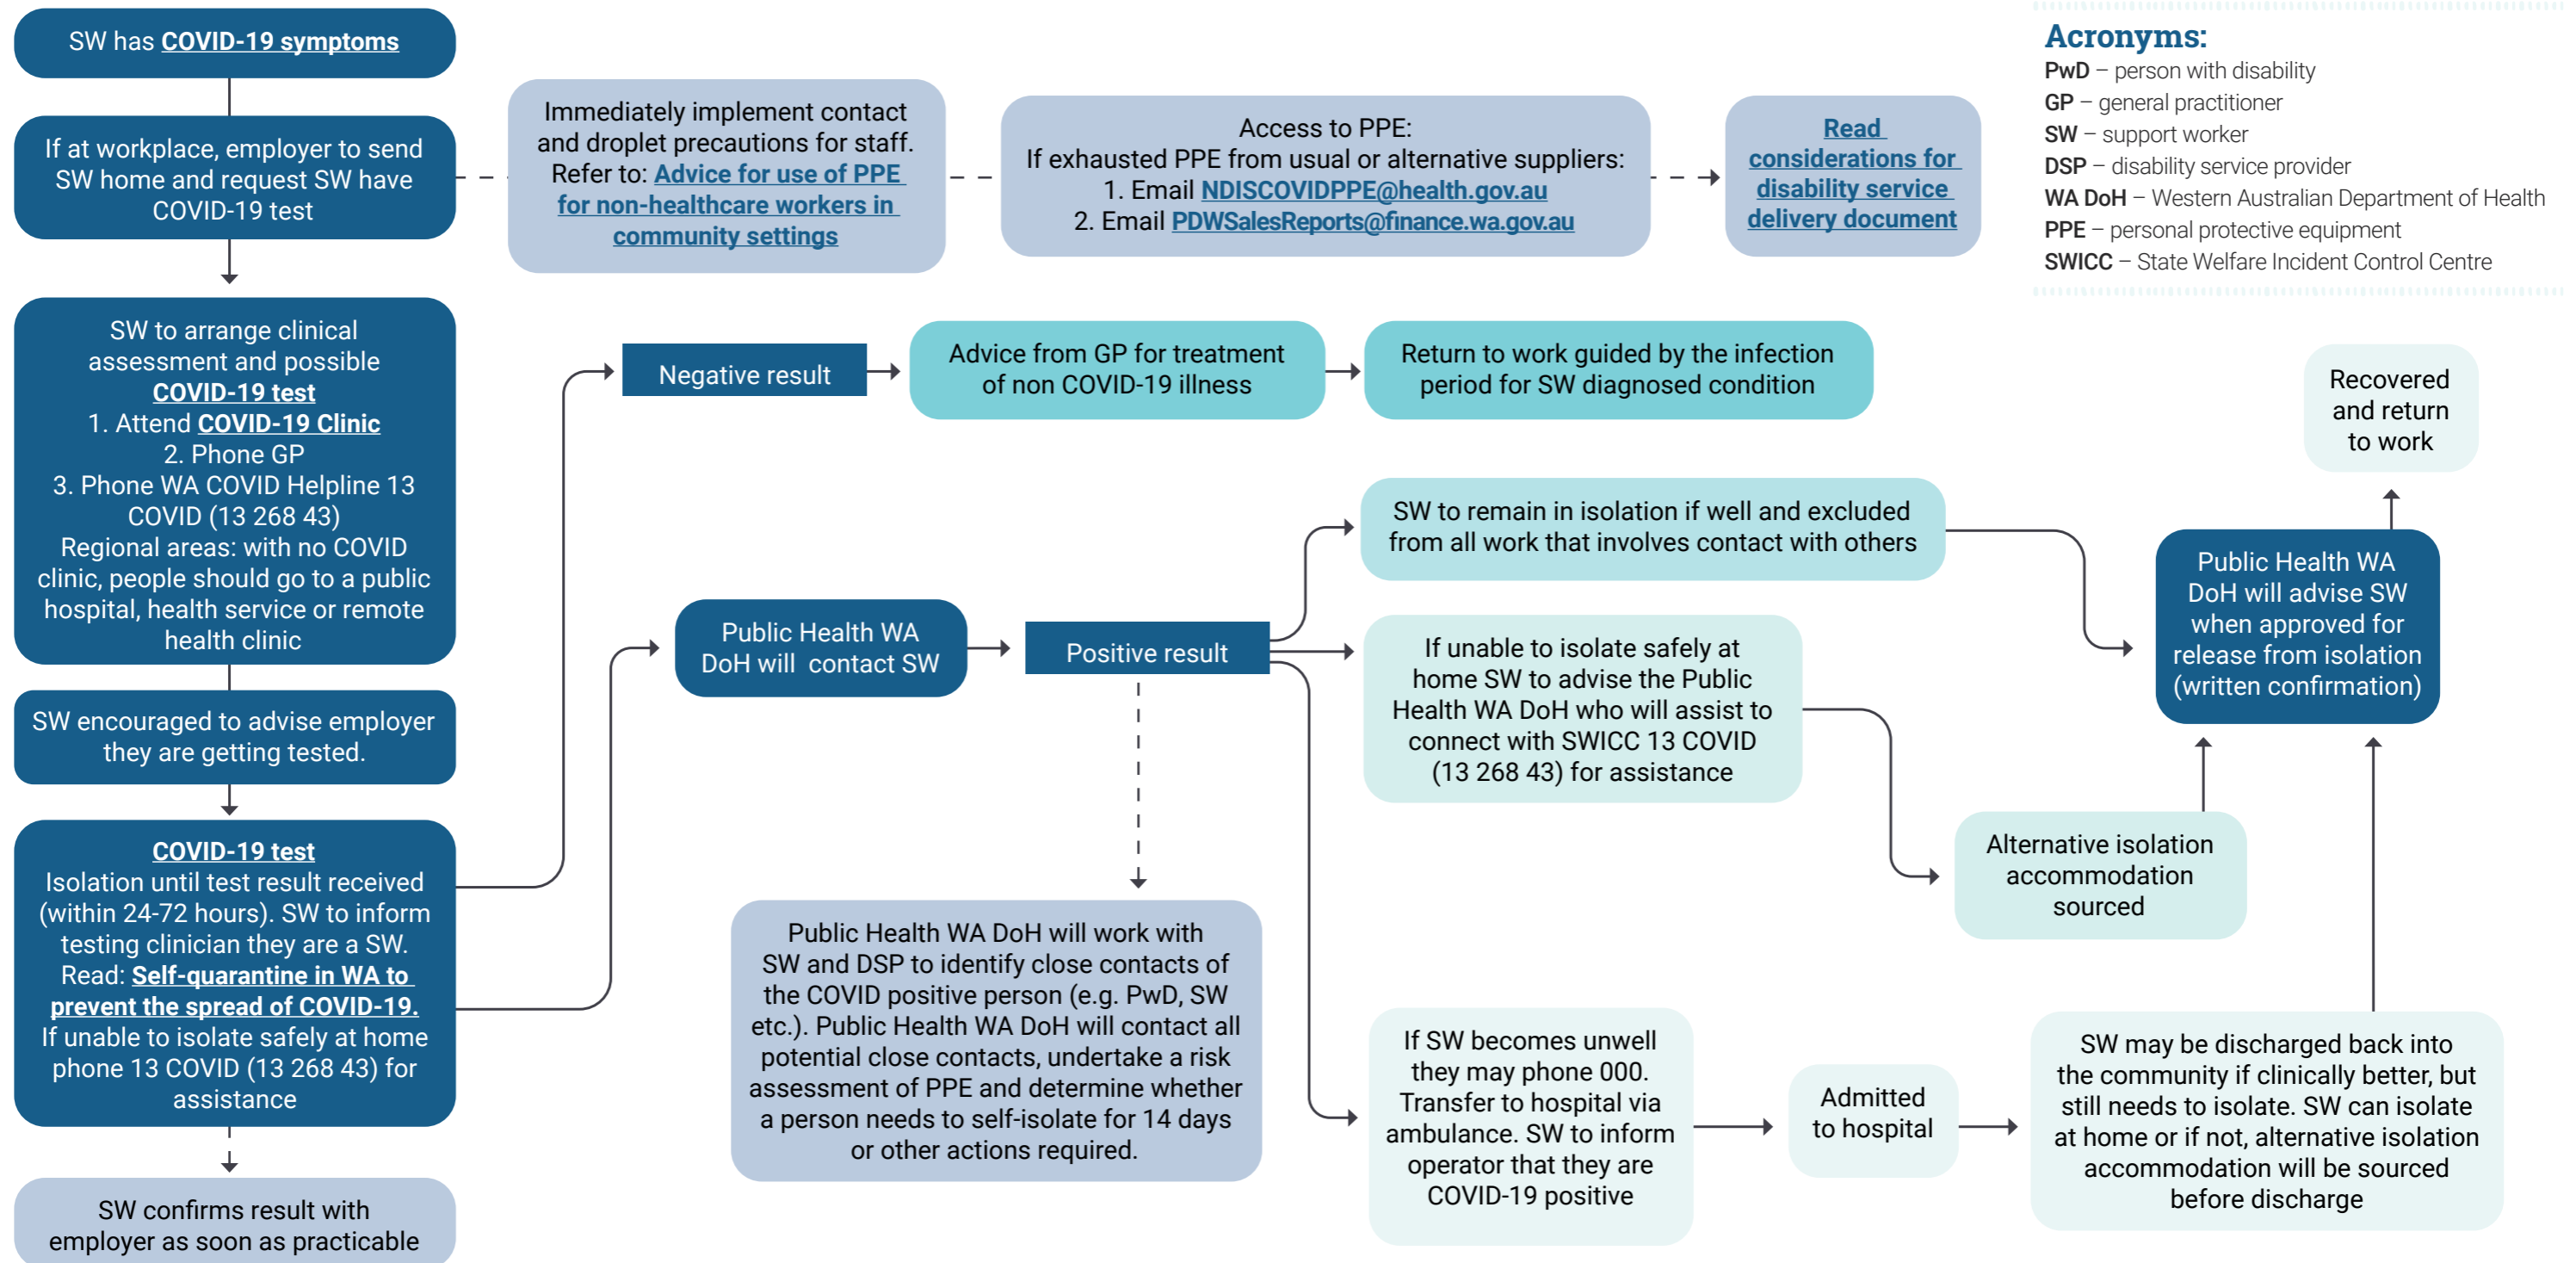 SW has COVID-19 symptoms
If at workplace, employer to send
SW home and request SW have
COVID-19 test
Immediately implement contact
and droplet precautions for staff.
Refer to: Advice for use of PPE
for non-healthcare workers in
community settings
Access to PPE:
If exhausted PPE from usual or alternative suppliers:
1. Email NDISCOVIDPPE@health.gov.au
2. Email PDWSalesReports@finance.wa.gov.au
Read
considerations for
disability service
delivery document
Acronyms:
PwD – person with disability
GP – general practitioner
SW – support worker
DSP – disability service provider
WA DoH – Western Australian Department of Health
PPE – personal protective equipment
SWICC – State Welfare Incident Control Centre
SW to arrange clinical
assessment and possible
COVID-19 test
1. Attend COVID-19 Clinic
2. Phone GP
3. Phone WA COVID Helpline 13
COVID (13 268 43)
Regional areas: with no COVID
clinic, people should go to a public
hospital, health service or remote
health clinic
SW encouraged to advise employer
they are getting tested.
COVID-19 test
Isolation until test result received
(within 24-72 hours). SW to inform
testing clinician they are a SW.
Read: Self-quarantine in WA to
prevent the spread of COVID-19.
If unable to isolate safely at home
phone 13 COVID (13 268 43) for
assistance
SW confirms result with
employer as soon as practicable
Negative result
Advice from GP for treatment
of non COVID-19 illness
Return to work guided by the infection
period for SW diagnosed condition
Public Health WA
DoH will  contact SW
Positive result
Public Health WA DoH will work with
SW and DSP to identify close contacts of
the COVID positive person (e.g. PwD, SW
etc.). Public Health WA DoH will contact all
potential close contacts, undertake a risk
assessment of PPE and determine whether
a person needs to self-isolate for 14 days
or other actions required.
SW to remain in isolation if well and excluded
from all work that involves contact with others
If unable to isolate safely at
home SW to advise the Public
Health WA DoH who will assist to
connect with SWICC 13 COVID
(13 268 43) for assistance
Alternative isolation
accommodation
sourced
If SW becomes unwell
they may phone 000.
Transfer to hospital via
ambulance. SW to inform
operator that they are
COVID-19 positive
Admitted
to hospital
SW may be discharged back into
the community if clinically better, but
still needs to isolate. SW can isolate
at home or if not, alternative isolation
accommodation will be sourced
before discharge
Public Health WA
DoH will advise SW
when approved for
release from isolation
(written confirmation)
Recovered
and return
to work